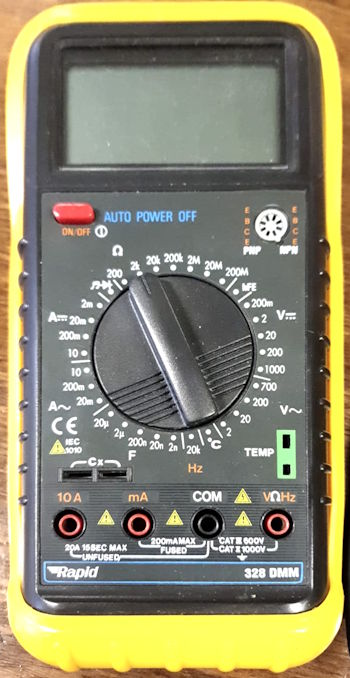 AUTO POWER OFF
ON/OFF
E E
B B
C C
E E
PNP NPN
Ω
200 2k 20k 200k 2M 20M 200M
hFE
2m 20m 200m 10
A
200m 2 20 200 1000
V
10 200m 20m
A~
700 200 20 2
V~
20µ 2µ 200n 20n 2n
F
20k
Hz
°C
CE
IEC
1010
Cx
TEMP
10 A mA COM VΩHz
20A 15SEC MAX
UNFUSED
200mA MAX
FUSED
CAT III 600V
CAT II 1000V
Rapid 328 DMM